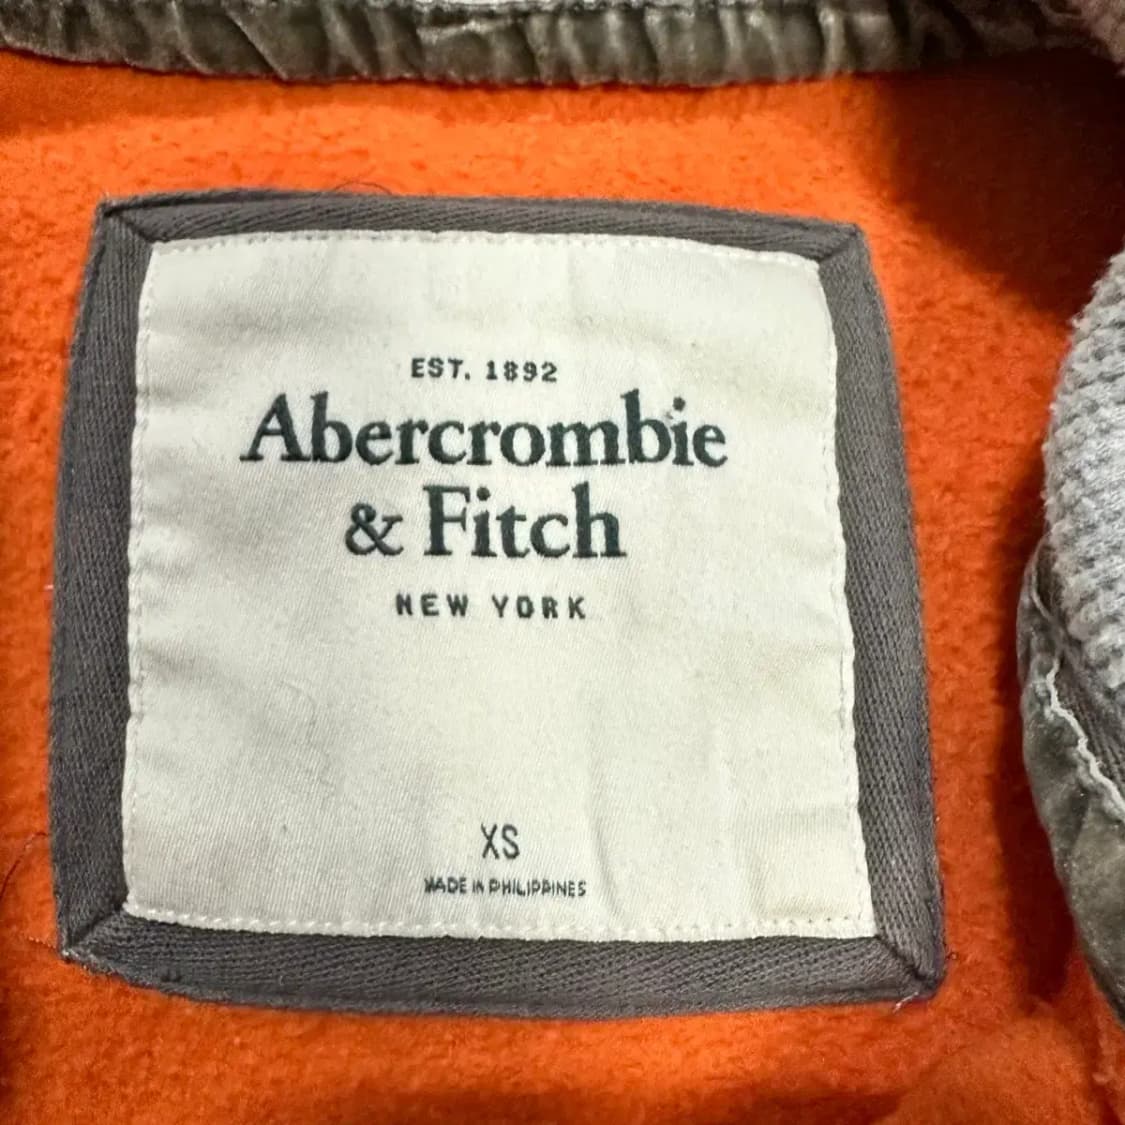 EST. 1892
Abercrombie
& Fitch
NEW YORK
XS
MADE IN PHILIPPINES